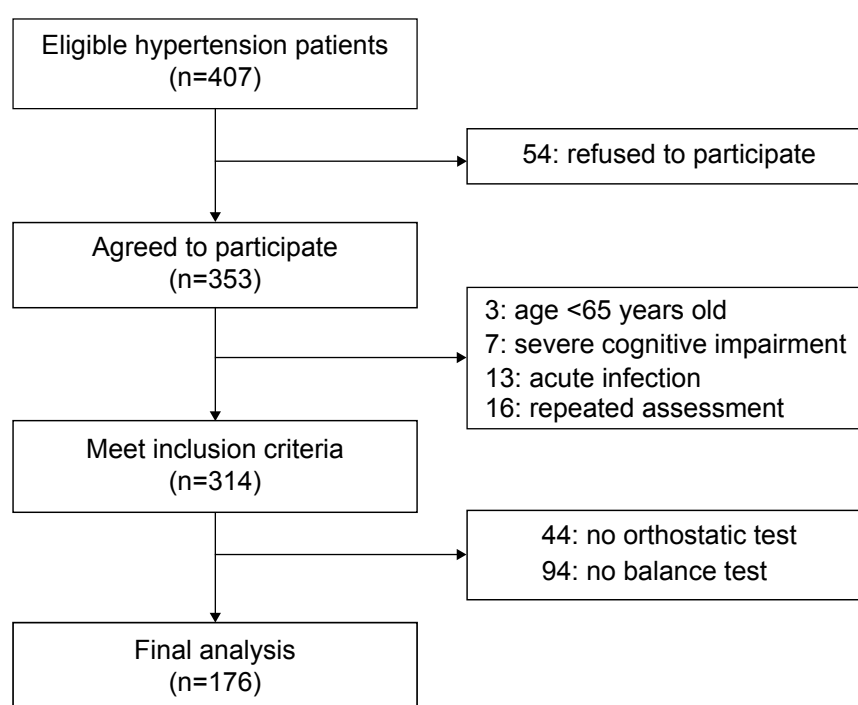 Eligible hypertension patients
(n=407)
54: refused to participate
Agreed to participate
(n=353)
3: age <65 years old
7: severe cognitive impairment
13: acute infection
16: repeated assessment
Meet inclusion criteria
(n=314)
44: no orthostatic test
94: no balance test
Final analysis
(n=176)